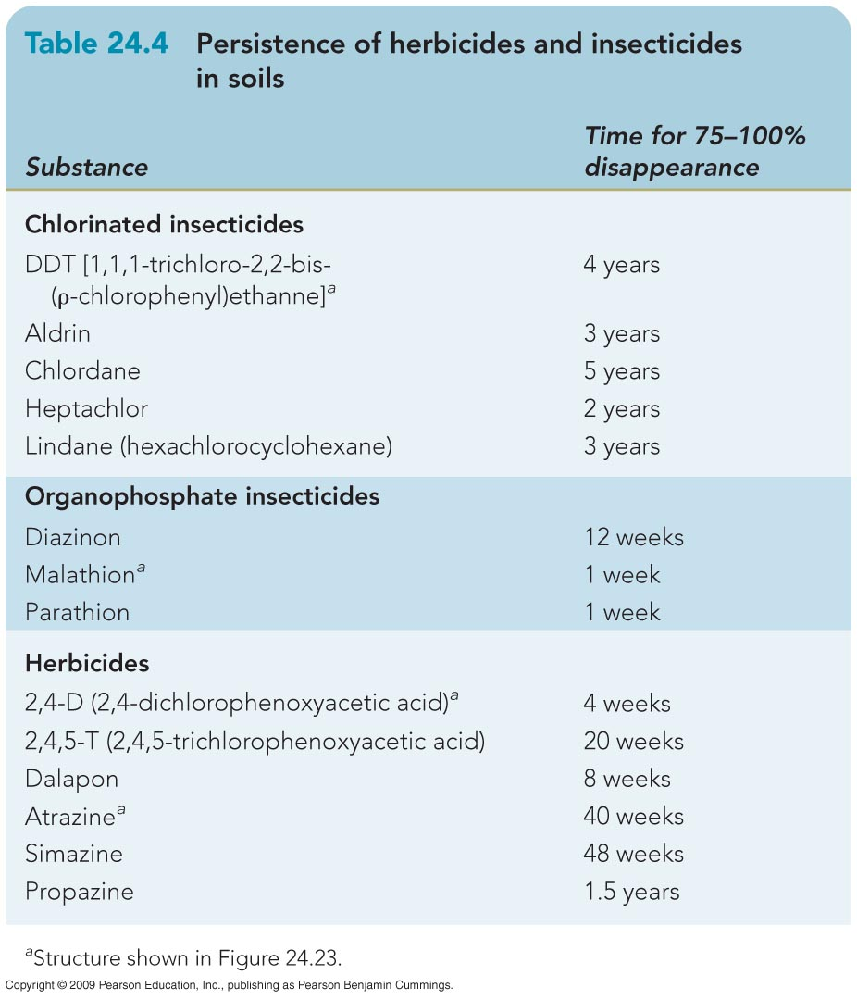 Table 24.4 Persistence of herbicides and insecticides
in soils
Time for 75–100%
Substance disappearance
Chlorinated insecticides
DDT [1,1,1-trichloro-2,2-bis- 4 years
(ρ-chlorophenyl)ethanne]a
Aldrin 3 years
Chlordane 5 years
Heptachlor 2 years
Lindane (hexachlorocyclohexane) 3 years
Organophosphate insecticides
Diazinon 12 weeks
Malathiona 1 week
Parathion 1 week
Herbicides
2,4-D (2,4-dichlorophenoxyacetic acid)a 4 weeks
2,4,5-T (2,4,5-trichlorophenoxyacetic acid) 20 weeks
Dalapon 8 weeks
Atrazinea 40 weeks
Simazine 48 weeks
Propazine 1.5 years
aStructure shown in Figure 24.23.
Copyright © 2009 Pearson Education, Inc., publishing as Pearson Benjamin Cummings.